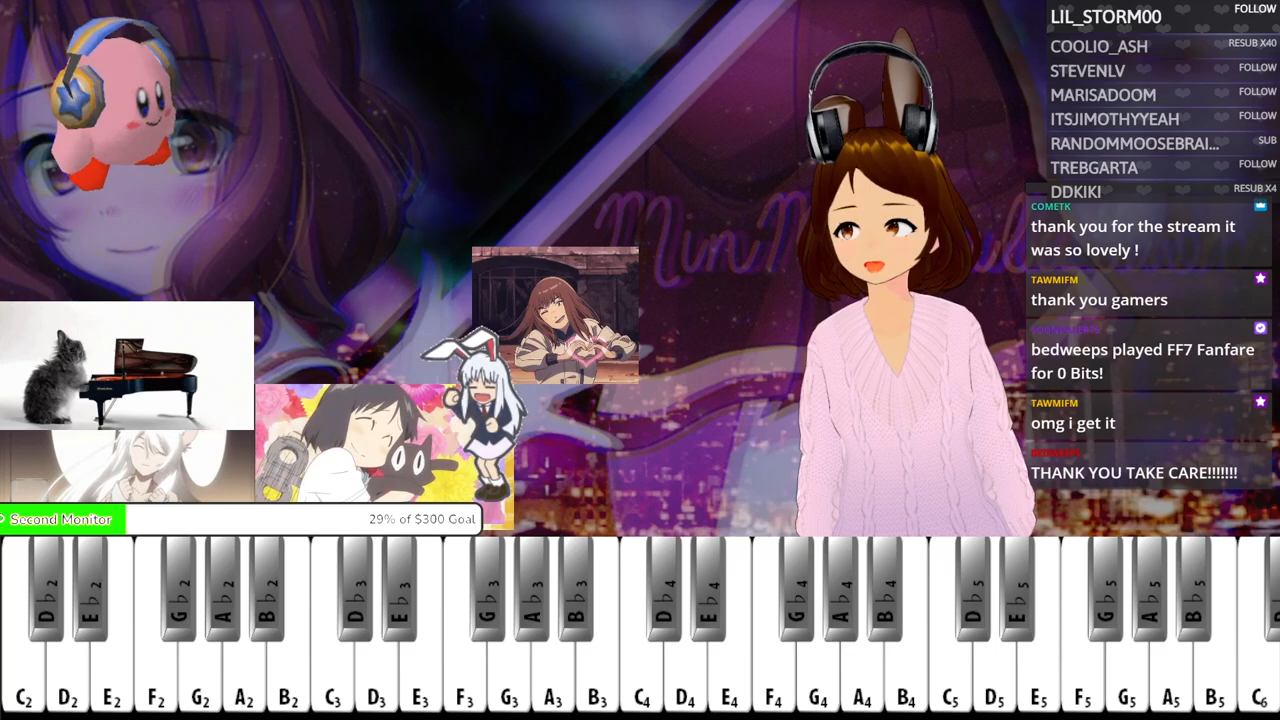 LIL_STORM00 FOLLOW
COOLIO_ASH RESUB X40
STEVENLV FOLLOW
MARISADOOM FOLLOW
ITSJIMOTHYYEAH FOLLOW
RANDOMMOOSEBRAI... SUB
TREBGARTA FOLLOW
DDKIKI RESUB X4
COMETK
thank you for the stream it
was so lovely !
TAWMIFM
thank you gamers
bedweeps played FF7 Fanfare
for 0 Bits!
TAWMIFM
omg i get it
BEDWEEPS
THANK YOU TAKE CARE!!!!!!!
Second Monitor 29% of $300 Goal
D♭2 E♭2 G♭2 A♭2 B♭2 D♭3 E♭3 G♭3 A♭3 B♭3 D♭4 E♭4 G♭4 A♭4 B♭4 D♭5 E♭5 G♭5 A♭5 B♭5
C2 D2 E2 F2 G2 A2 B2 C3 D3 E3 F3 G3 A3 B3 C4 D4 E4 F4 G4 A4 B4 C5 D5 E5 F5 G5 A5 B5 C6